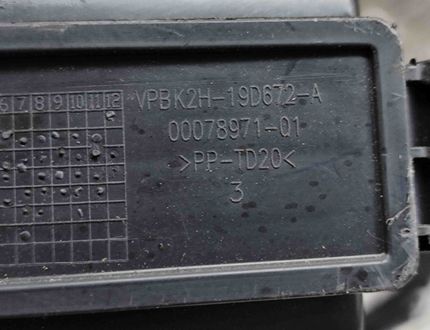 6 7 8 9 10 11 12
VPBK2H-19D672-A
00078971-01
>PP-TD20<
3